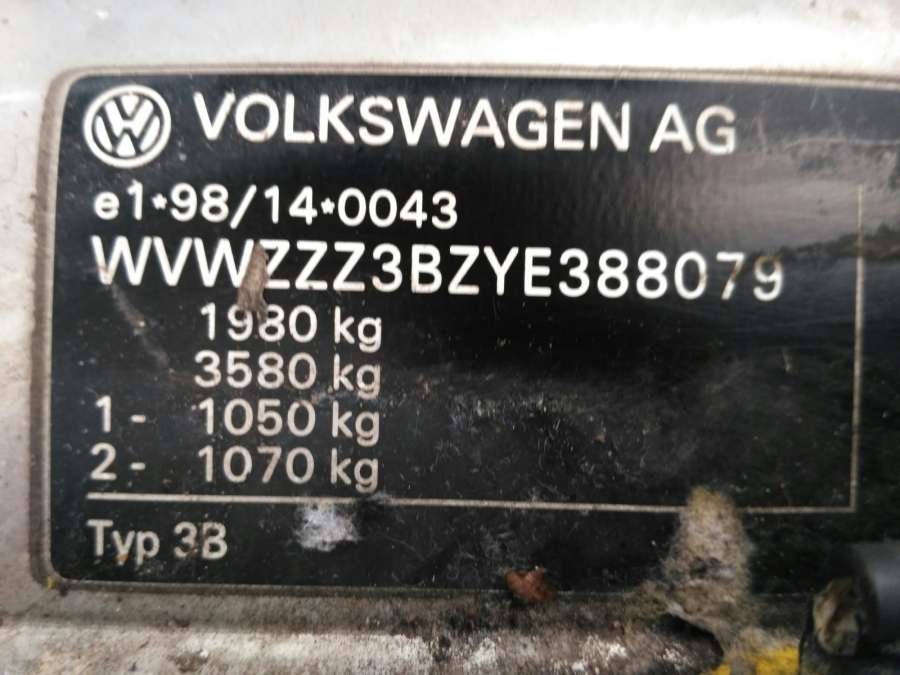 VOLKSWAGEN AG
e1*98/14*0043
WVWZZZ3BZYE388079
1980 kg
3580 kg
1- 1050 kg
2- 1070 kg
Typ 3B